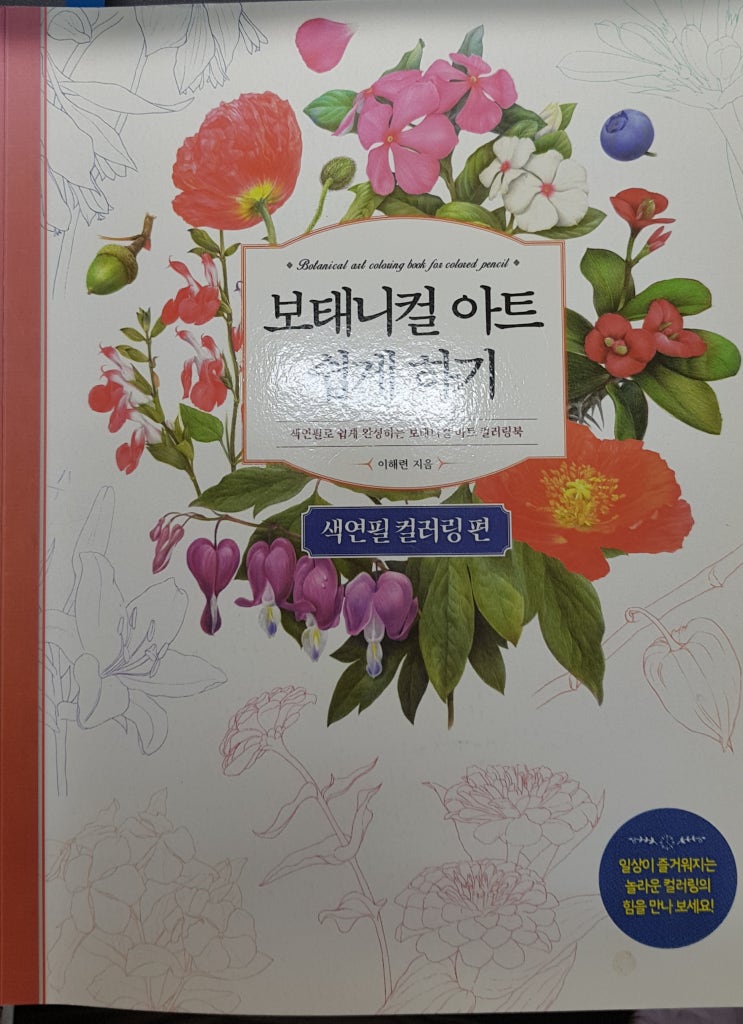 Botanical art coloring book for colored pencil
보태니컬 아트
쉽게 하기
색연필로 쉽게 완성하는 보태니컬 아트 컬러링북
이해련 지음
색연필 컬러링 편
일상이 즐거워지는
놀라운 컬러링의
힘을 만나 보세요!